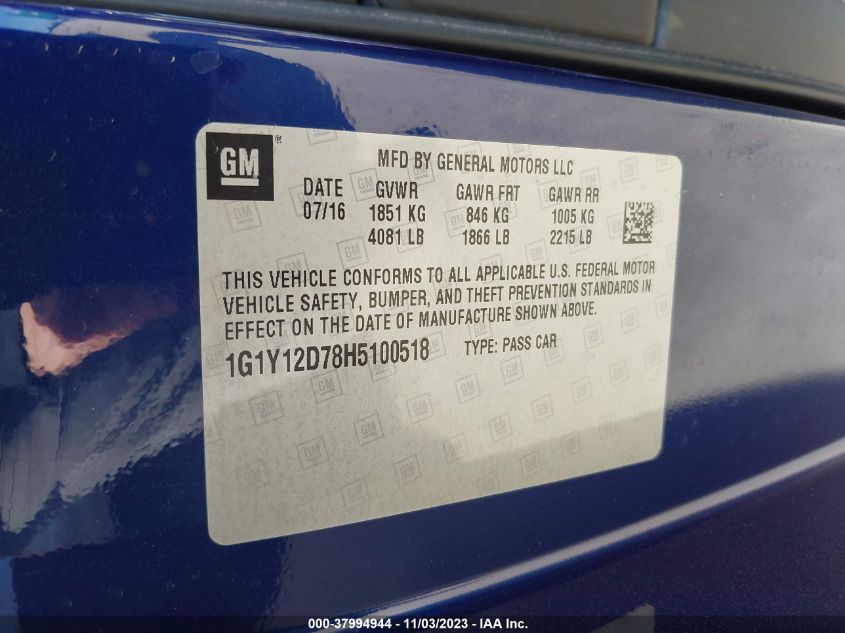 GM ®
MFD BY GENERAL MOTORS LLC
DATE GVWR GAWR FRT GAWR RR
07/16 1851 KG 846 KG 1005 KG
4081 LB 1866 LB 2215 LB
THIS VEHICLE CONFORMS TO ALL APPLICABLE U.S. FEDERAL MOTOR
VEHICLE SAFETY, BUMPER, AND THEFT PREVENTION STANDARDS IN
EFFECT ON THE DATE OF MANUFACTURE SHOWN ABOVE.
1G1Y12D78H5100518 TYPE: PASS CAR
000-37994944 - 11/03/2023 - IAA Inc.